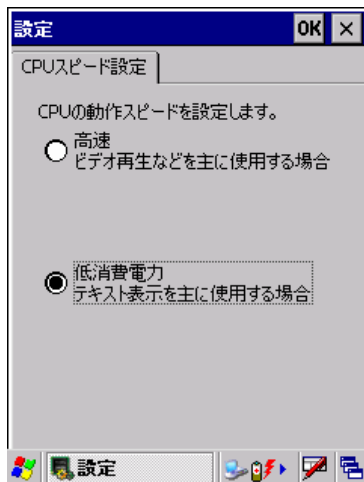 設定 OK ×
CPUスピード設定
CPUの動作スピードを設定します。
高速
ビデオ再生などを主に使用する場合
低消費電力
テキスト表示を主に使用する場合
設定